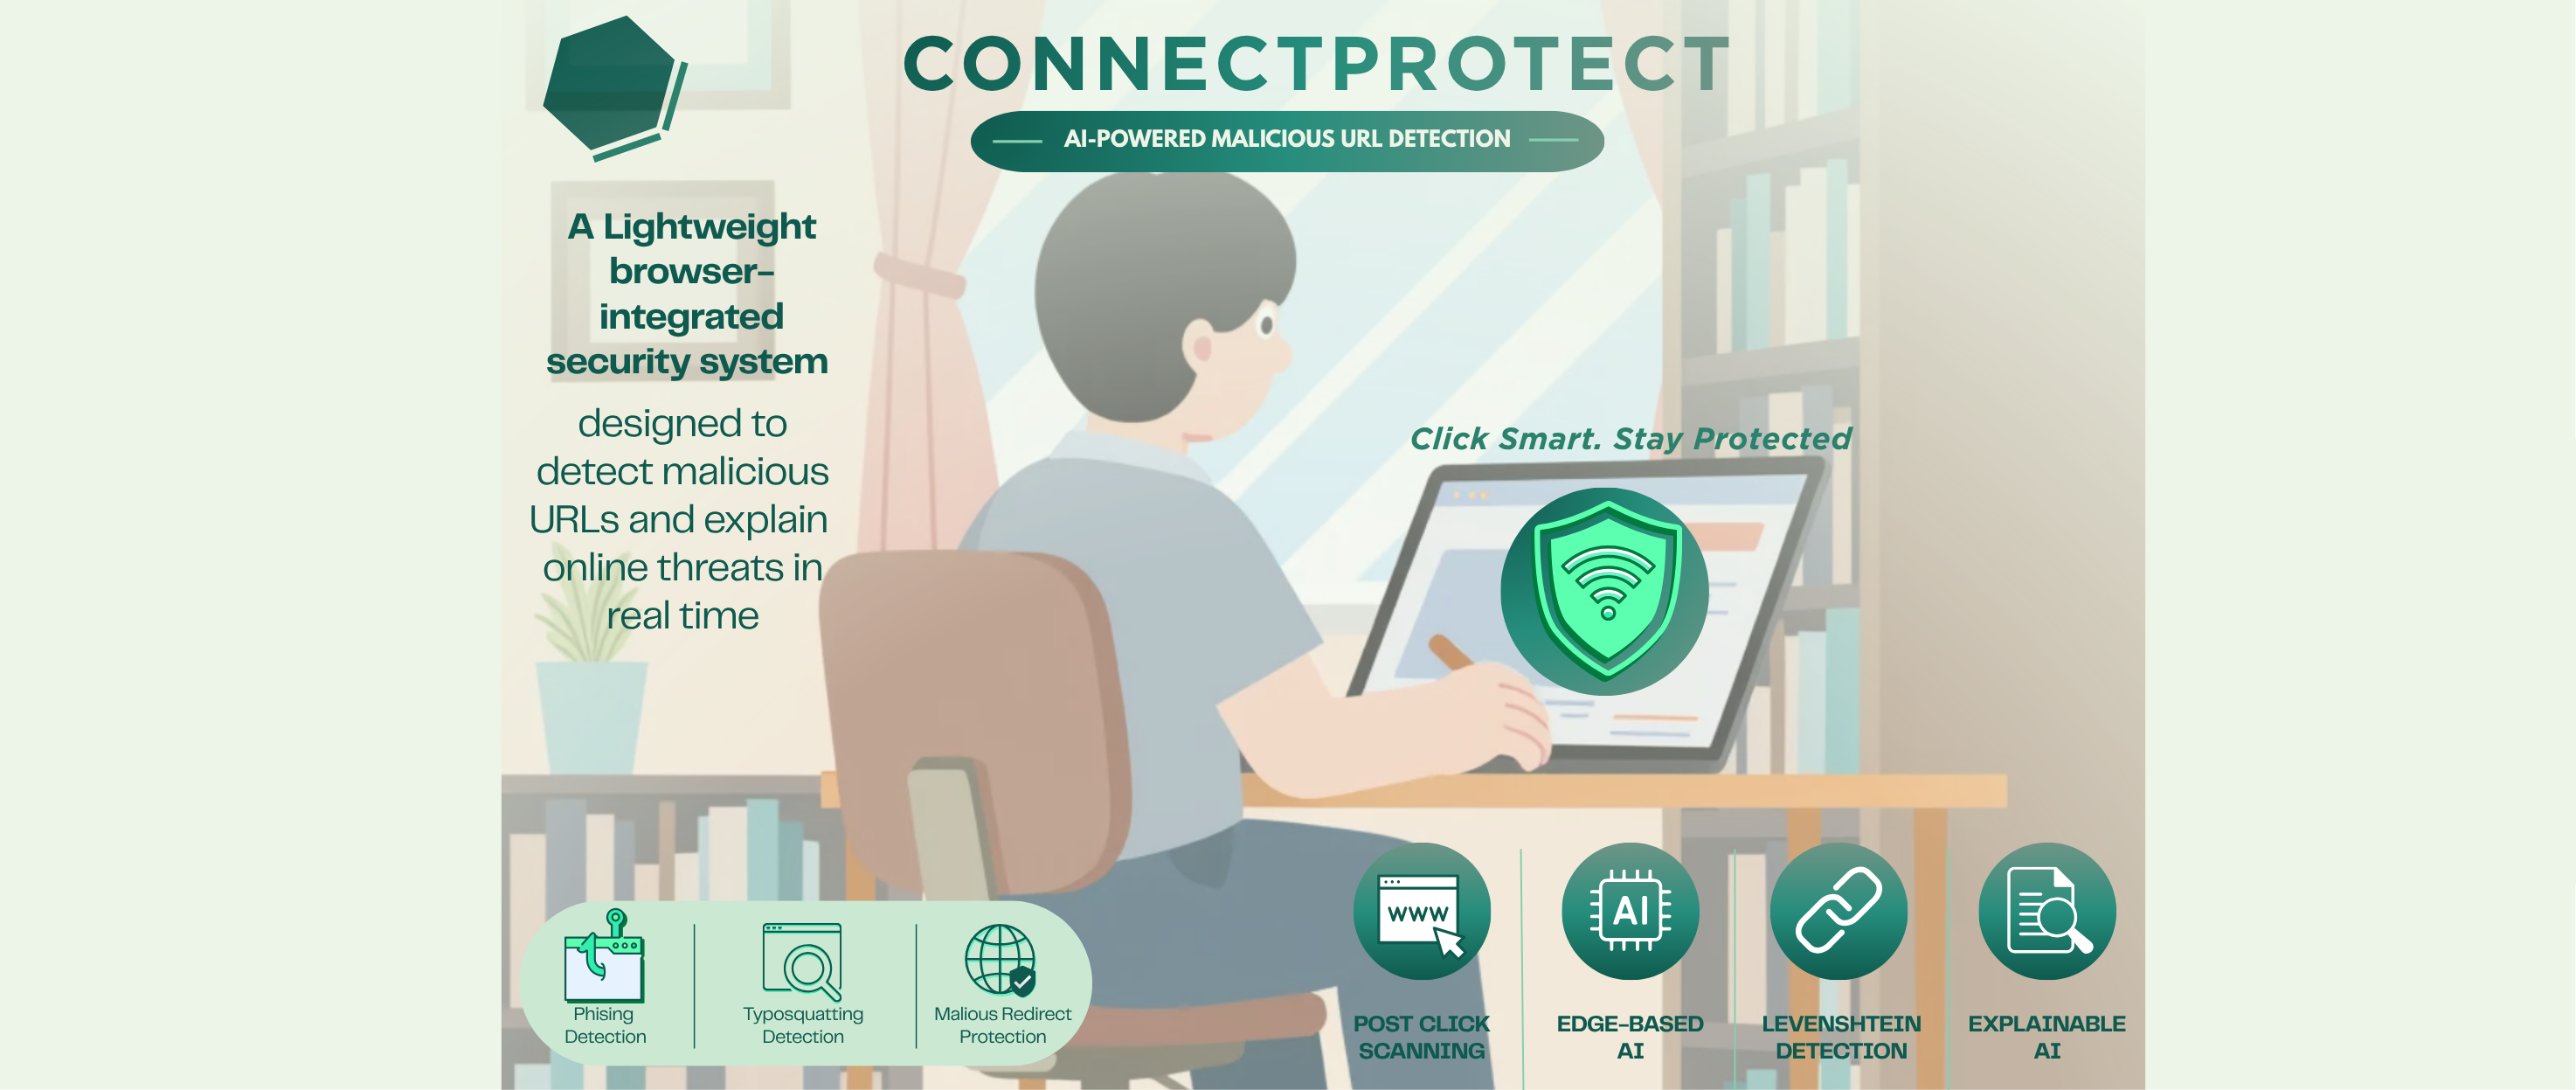 CONNECTPROTECT
AI-POWERED MALICIOUS URL DETECTION
A Lightweight
browser-
integrated
security system
designed to
detect malicious
URLs and explain
online threats in
real time
Click Smart. Stay Protected
Phising
Detection
Typosquatting
Detection
Malious Redirect
Protection
WWW
POST CLICK
SCANNING
AI
EDGE-BASED
AI
LEVENSHTEIN
DETECTION
EXPLAINABLE
AI